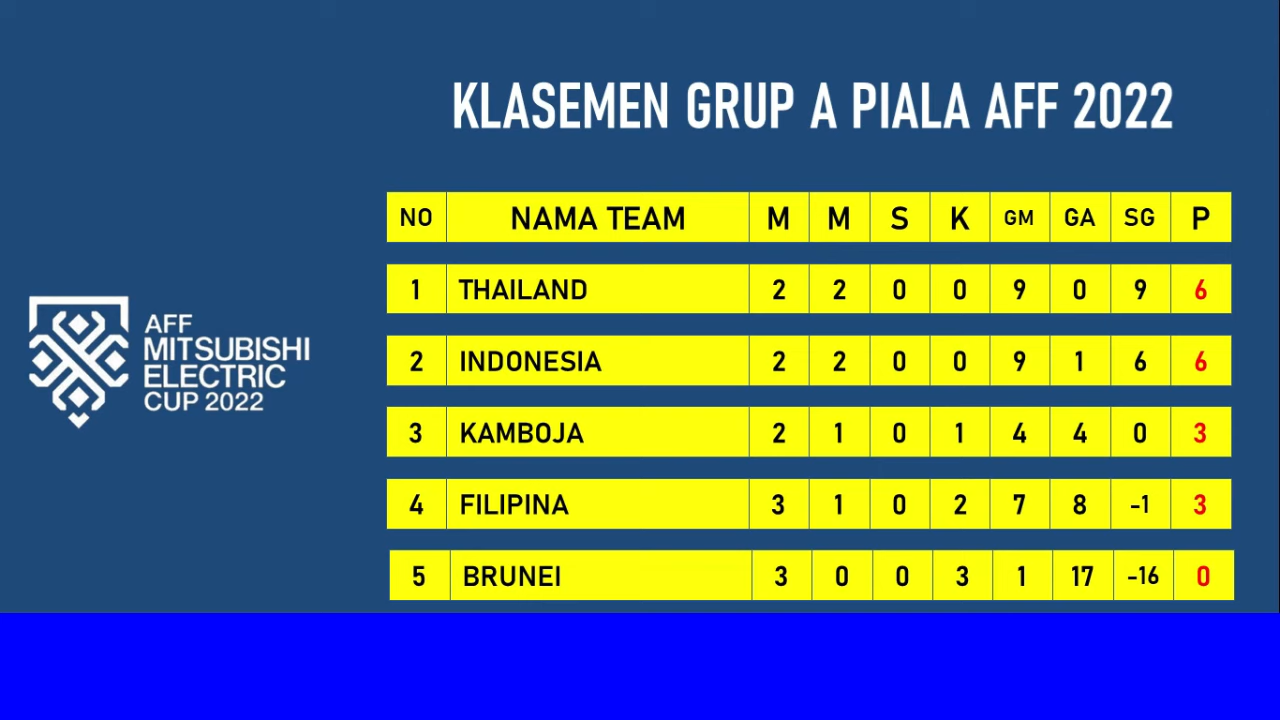 KLASEMEN GRUP A PIALA AFF 2022
NO NAMA TEAM M M S K GM GA SG P
1 THAILAND 2 2 0 0 9 0 9 6
2 INDONESIA 2 2 0 0 9 1 6 6
3 KAMBOJA 2 1 0 1 4 4 0 3
4 FILIPINA 3 1 0 2 7 8 -1 3
5 BRUNEI 3 0 0 3 1 17 -16 0
AFF
MITSUBISHI
ELECTRIC
CUP 2022